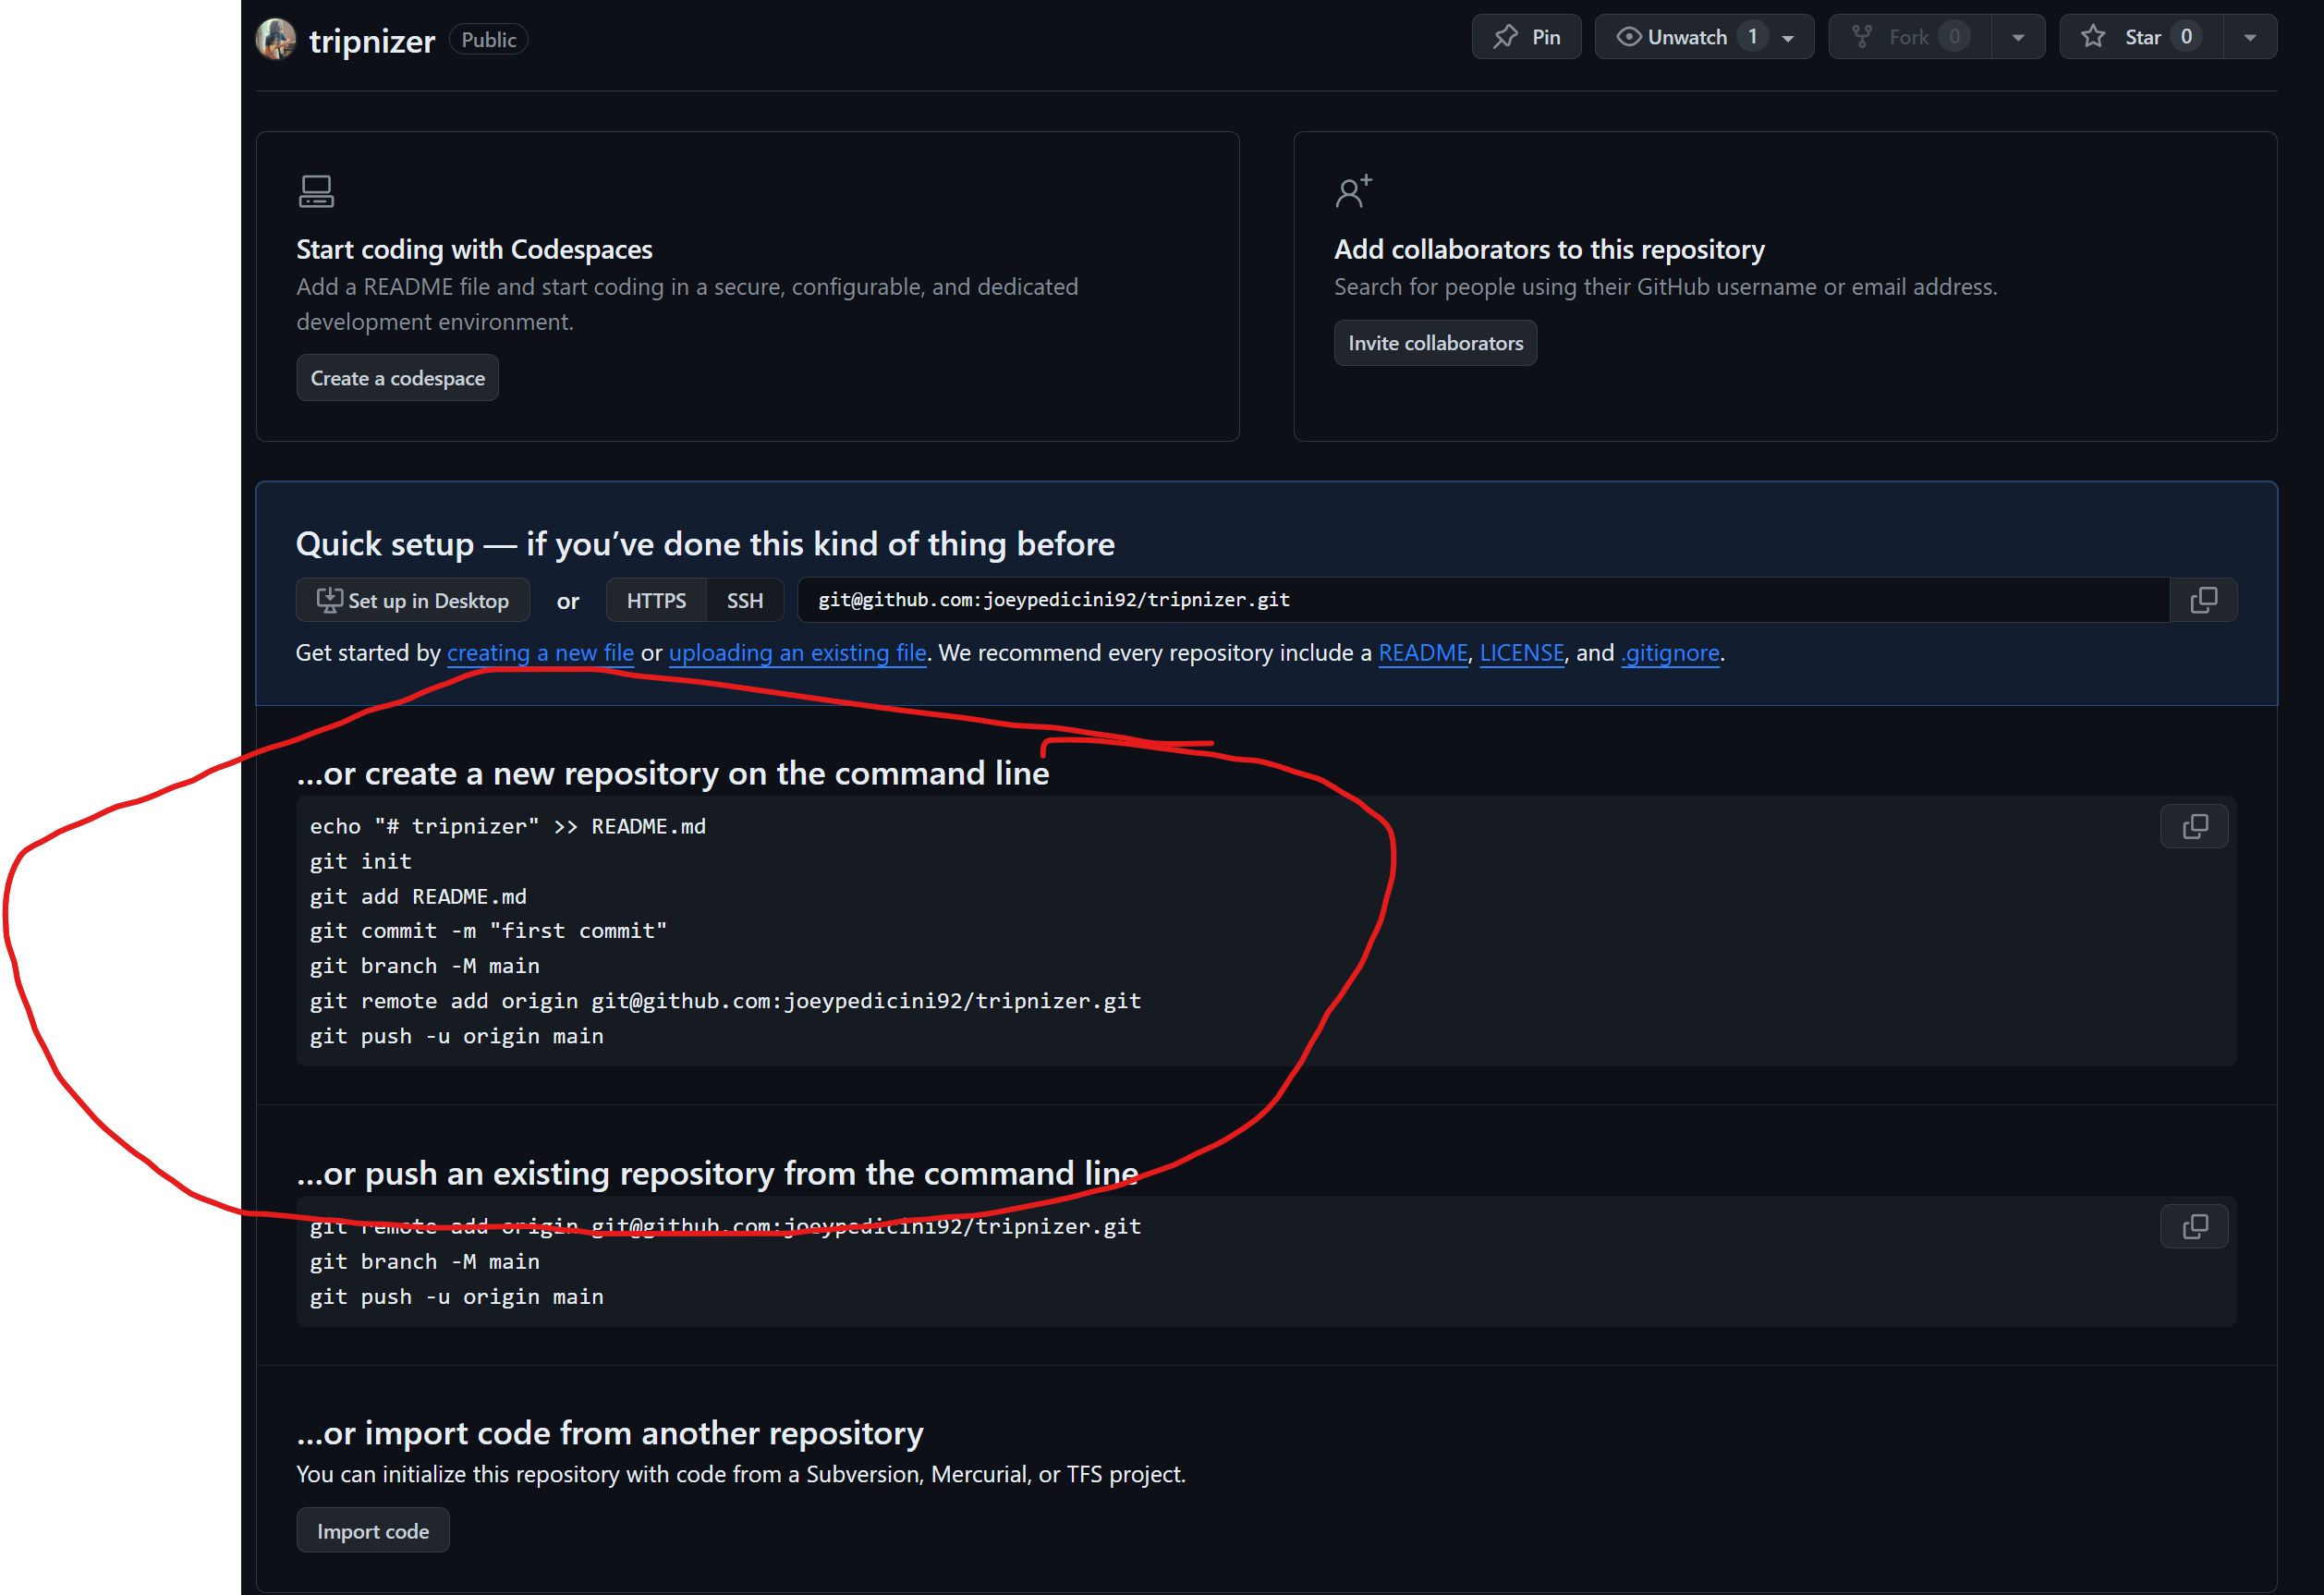 tripnizer Public
Pin Unwatch 1 Fork 0 Star 0
Start coding with Codespaces
Add a README file and start coding in a secure, configurable, and dedicated
development environment.
Create a codespace
Add collaborators to this repository
Search for people using their GitHub username or email address.
Invite collaborators
Quick setup — if you’ve done this kind of thing before
Set up in Desktop or HTTPS SSH git@github.com:joeypedicini92/tripnizer.git
Get started by creating a new file or uploading an existing file. We recommend every repository include a README, LICENSE, and .gitignore.
…or create a new repository on the command line
echo "# tripnizer" >> README.md
git init
git add README.md
git commit -m "first commit"
git branch -M main
git remote add origin git@github.com:joeypedicini92/tripnizer.git
git push -u origin main
…or push an existing repository from the command line
git remote add origin git@github.com:joeypedicini92/tripnizer.git
git branch -M main
git push -u origin main
…or import code from another repository
You can initialize this repository with code from a Subversion, Mercurial, or TFS project.
Import code